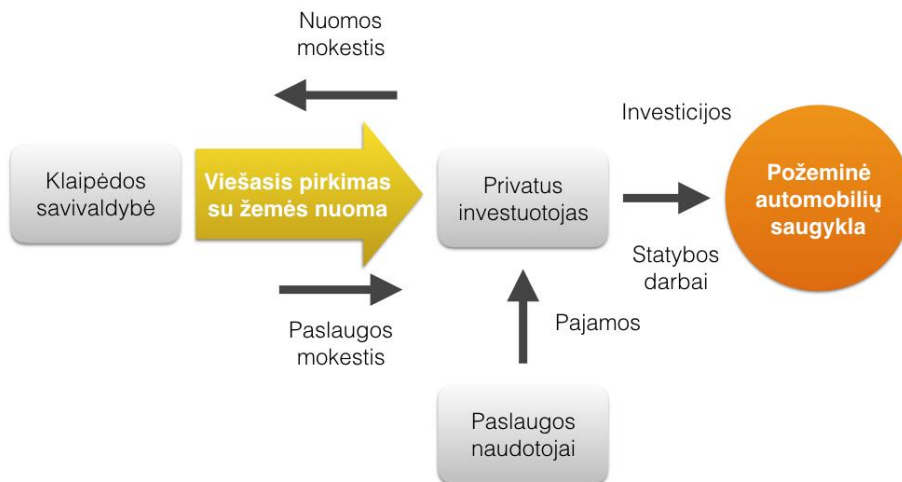 Nuomos
mokestis
Investicijos
Klaipėdos
savivaldybė
Viešasis pirkimas
su žemės nuoma
Privatus
investuotojas
Požeminė
automobilių
saugykla
Statybos
darbai
Paslaugos
mokestis
Pajamos
Paslaugos
naudotojai